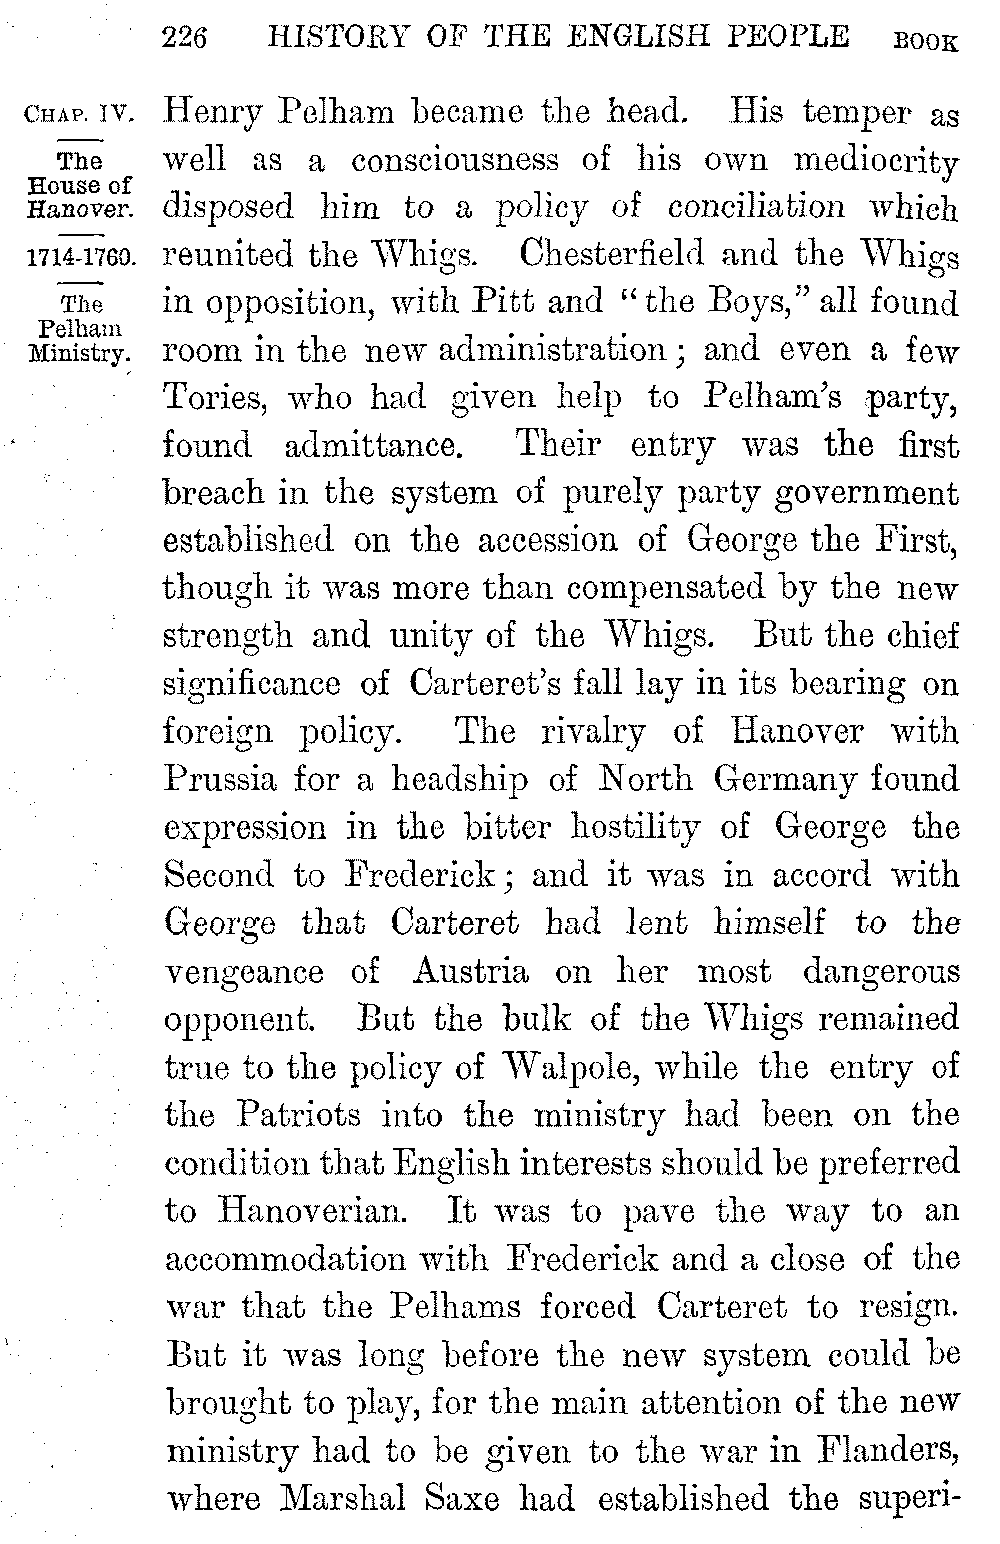 226 HISTORY OF THE ENGLISH PEOPLE BOOK
CHAP. IV.
The
House of
Hanover.
1714-1760.
The
Pelham
Ministry.
Henry Pelham became the head. His temper as
well as a consciousness of his own mediocrity
disposed him to a policy of conciliation which
reunited the Whigs. Chesterfield and the Whigs
in opposition, with Pitt and "the Boys," all found
room in the new administration; and even a few
Tories, who had given help to Pelham's party,
found admittance. Their entry was the first
breach in the system of purely party government
established on the accession of George the First,
though it was more than compensated by the new
strength and unity of the Whigs. But the chief
significance of Carteret's fall lay in its bearing on
foreign policy. The rivalry of Hanover with
Prussia for a headship of North Germany found
expression in the bitter hostility of George the
Second to Frederick; and it was in accord with
George that Carteret had lent himself to the
vengeance of Austria on her most dangerous
opponent. But the bulk of the Whigs remained
true to the policy of Walpole, while the entry of
the Patriots into the ministry had been on the
condition that English interests should be preferred
to Hanoverian. It was to pave the way to an
accommodation with Frederick and a close of the
war that the Pelhams forced Carteret to resign.
But it was long before the new system could be
brought to play, for the main attention of the new
ministry had to be given to the war in Flanders,
where Marshal Saxe had established the superi-